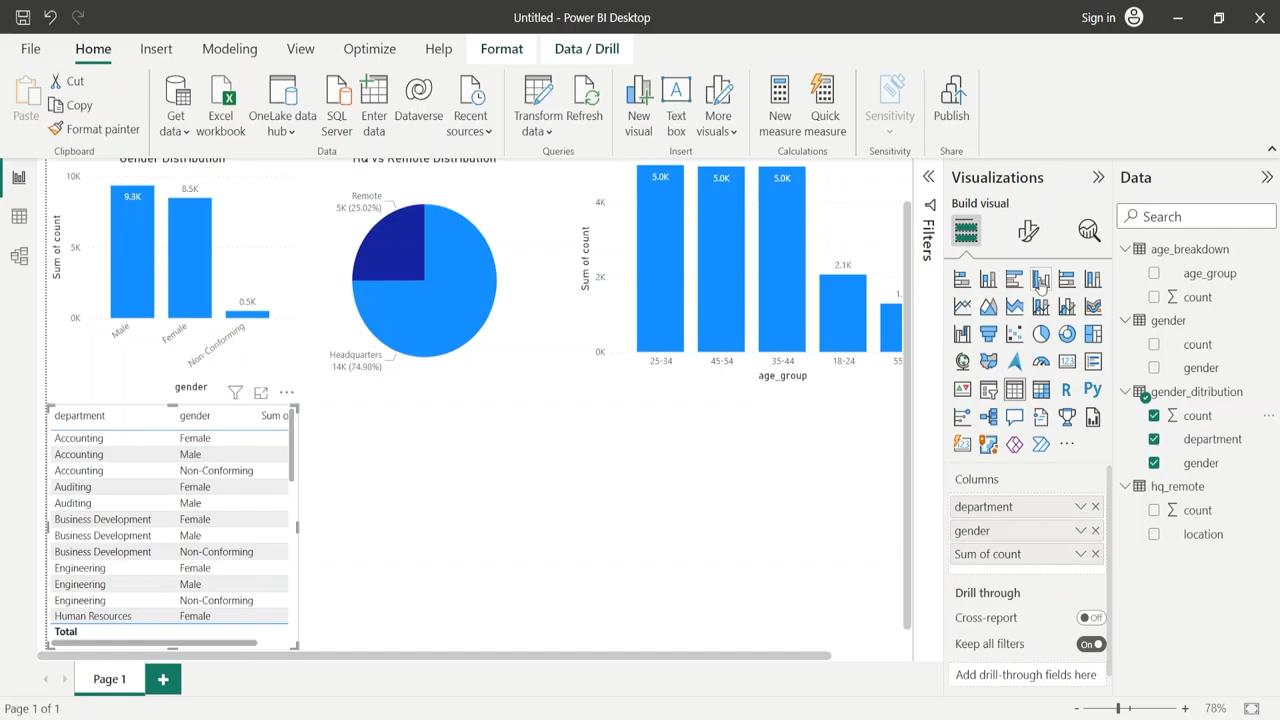 Untitled - Power BI Desktop
Sign in
File Home Insert Modeling View Optimize Help Format Data / Drill
Paste
Cut
Copy
Format painter
Clipboard
Get data
Excel workbook
OneLake data hub
SQL Server
Enter data
Dataverse
Recent sources
Data
Transform data
Refresh
Queries
New visual
Text box
More visuals
Insert
New measure
Quick measure
Calculations
Sensitivity
Sensitivity
Publish
Share
Gender Distribution
10K
5K
0K
Sum of count
9.3K
8.5K
0.5K
Male
Female
Non-Conforming
gender
Hq vs Remote Distribution
Remote
5K (25.02%)
Headquarters
14K (74.98%)
Sum of count
4K
2K
0K
5.0K
5.0K
5.0K
2.1K
1.
25-34
45-54
35-44
18-24
55
age_group
department gender Sum o
Accounting Female
Accounting Male
Accounting Non-Conforming
Auditing Female
Auditing Male
Business Development Female
Business Development Male
Business Development Non-Conforming
Engineering Female
Engineering Male
Engineering Non-Conforming
Human Resources Female
Total
Filters
Visualizations
Build visual
R Py
123
Columns
department
gender
Sum of count
Drill through
Cross-report
Off
Keep all filters
On
Add drill-through fields here
Data
Search
age_breakdown
age_group
count
gender
count
gender
gender_ditribution
count
department
gender
hq_remote
count
location
Page 1
Page 1 of 1
78%